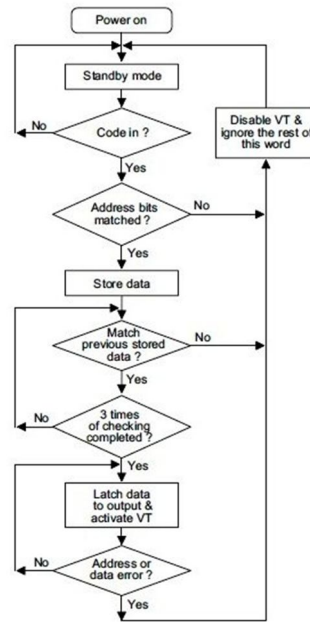 Power on
Standby mode
No
Code in ?
Yes
Disable VT &
ignore the rest of
this word
Address bits
matched ?
No
Yes
Store data
Match
previous stored
data ?
No
Yes
No
3 times
of checking
completed ?
Yes
Latch data
to output &
activate VT
No
Address or
data error ?
Yes